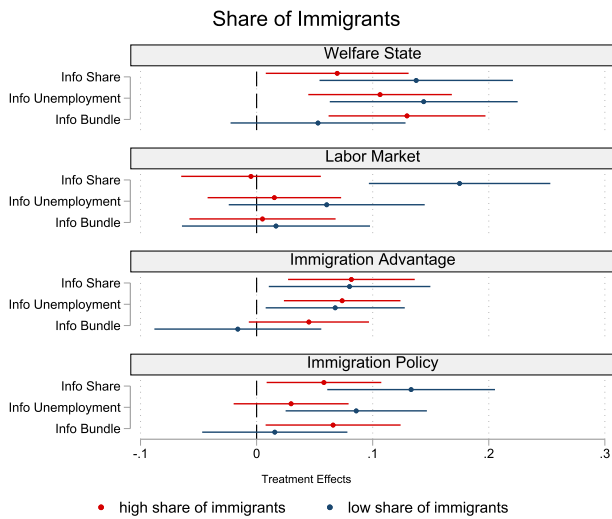 Share of Immigrants
Welfare State
Info Share
Info Unemployment
Info Bundle
Labor Market
Info Share
Info Unemployment
Info Bundle
Immigration Advantage
Info Share
Info Unemployment
Info Bundle
Immigration Policy
Info Share
Info Unemployment
Info Bundle
-.1 0 .1 .2 .3
Treatment Effects
high share of immigrants low share of immigrants